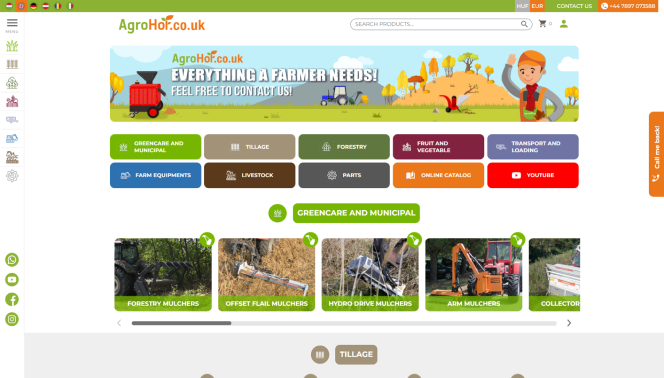 HUF EUR CONTACT US +44 7897 073588
MENU
AgroHof.co.uk
SEARCH PRODUCTS...
0
AgroHof.co.uk
EVERYTHING A FARMER NEEDS!
FEEL FREE TO CONTACT US!
Call me back!
GREENCARE AND MUNICIPAL
TILLAGE
FORESTRY
FRUIT AND VEGETABLE
TRANSPORT AND LOADING
FARM EQUIPMENTS
LIVESTOCK
PARTS
ONLINE CATALOG
YOUTUBE
GREENCARE AND MUNICIPAL
FORESTRY MULCHERS
OFFSET FLAIL MULCHERS
HYDRO DRIVE MULCHERS
ARM MULCHERS
COLLECTOR
TILLAGE